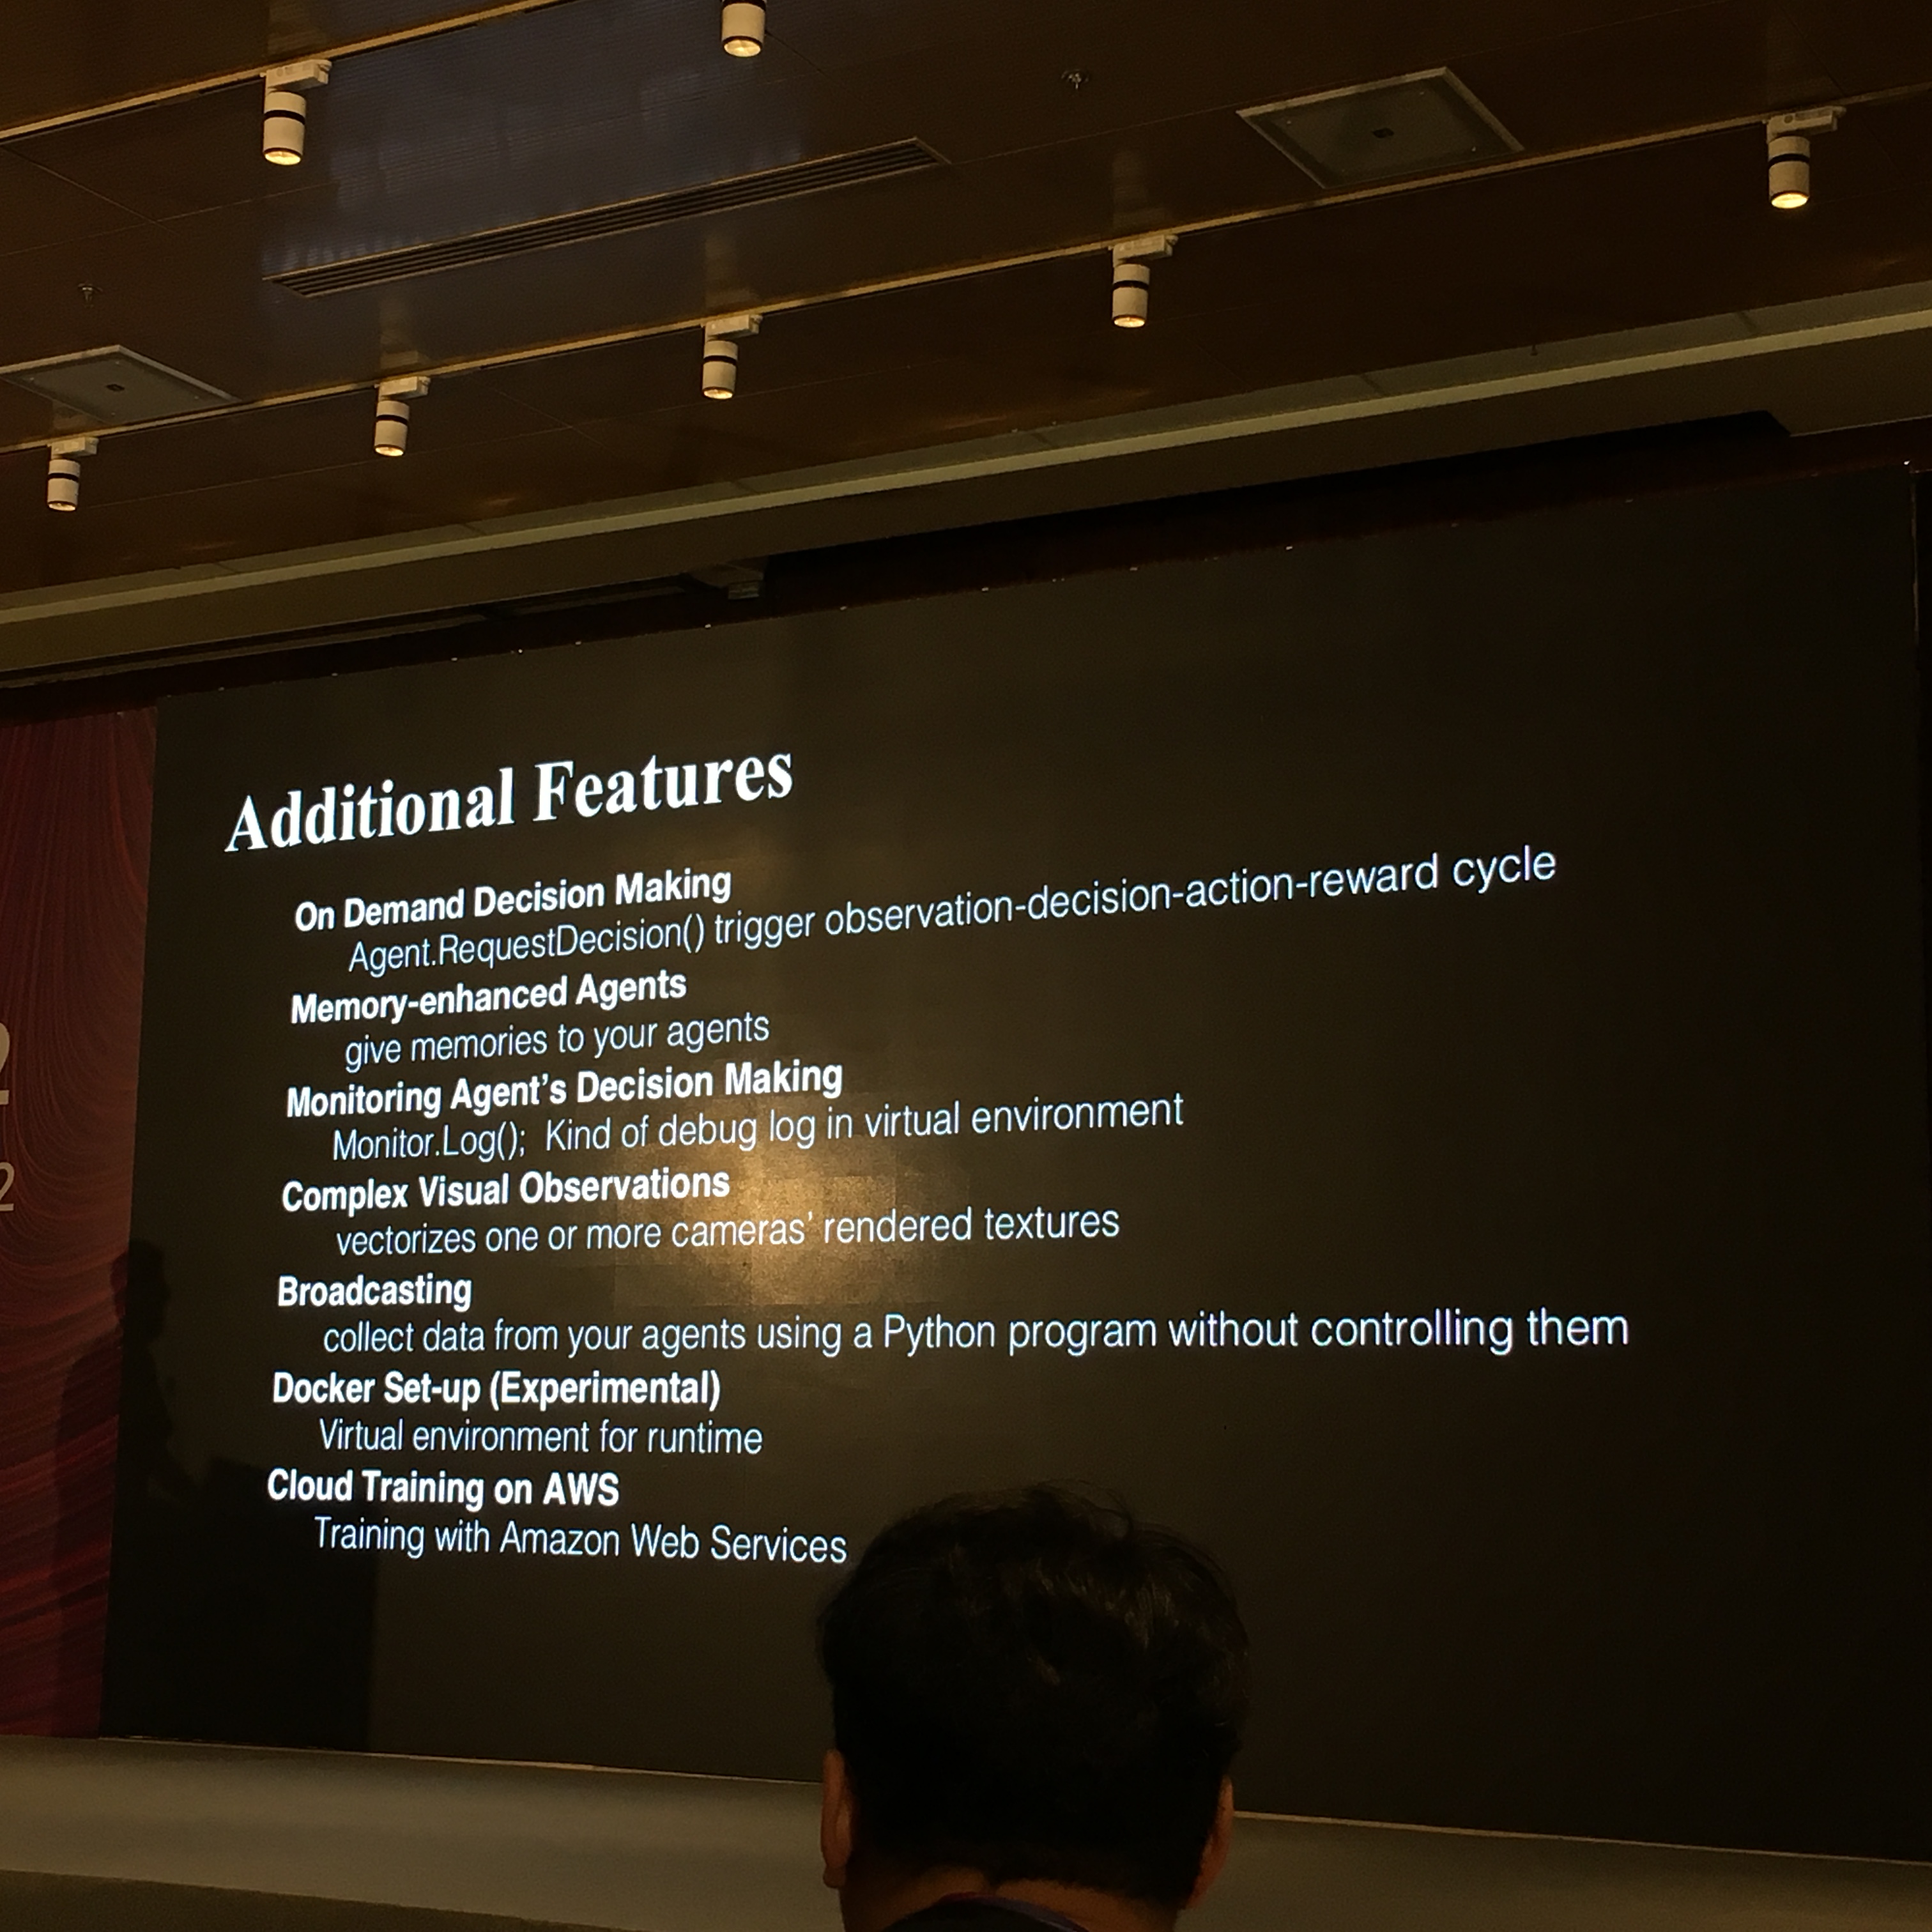 Additional Features
On Demand Decision Making
Agent.RequestDecision() trigger observation-decision-action-reward cycle
Memory-enhanced Agents
give memories to your agents
Monitoring Agent’s Decision Making
Monitor.Log(); Kind of debug log in virtual environment
Complex Visual Observations
vectorizes one or more cameras’ rendered textures
Broadcasting
collect data from your agents using a Python program without controlling them
Docker Set-up (Experimental)
Virtual environment for runtime
Cloud Training on AWS
Training with Amazon Web Services
2
2